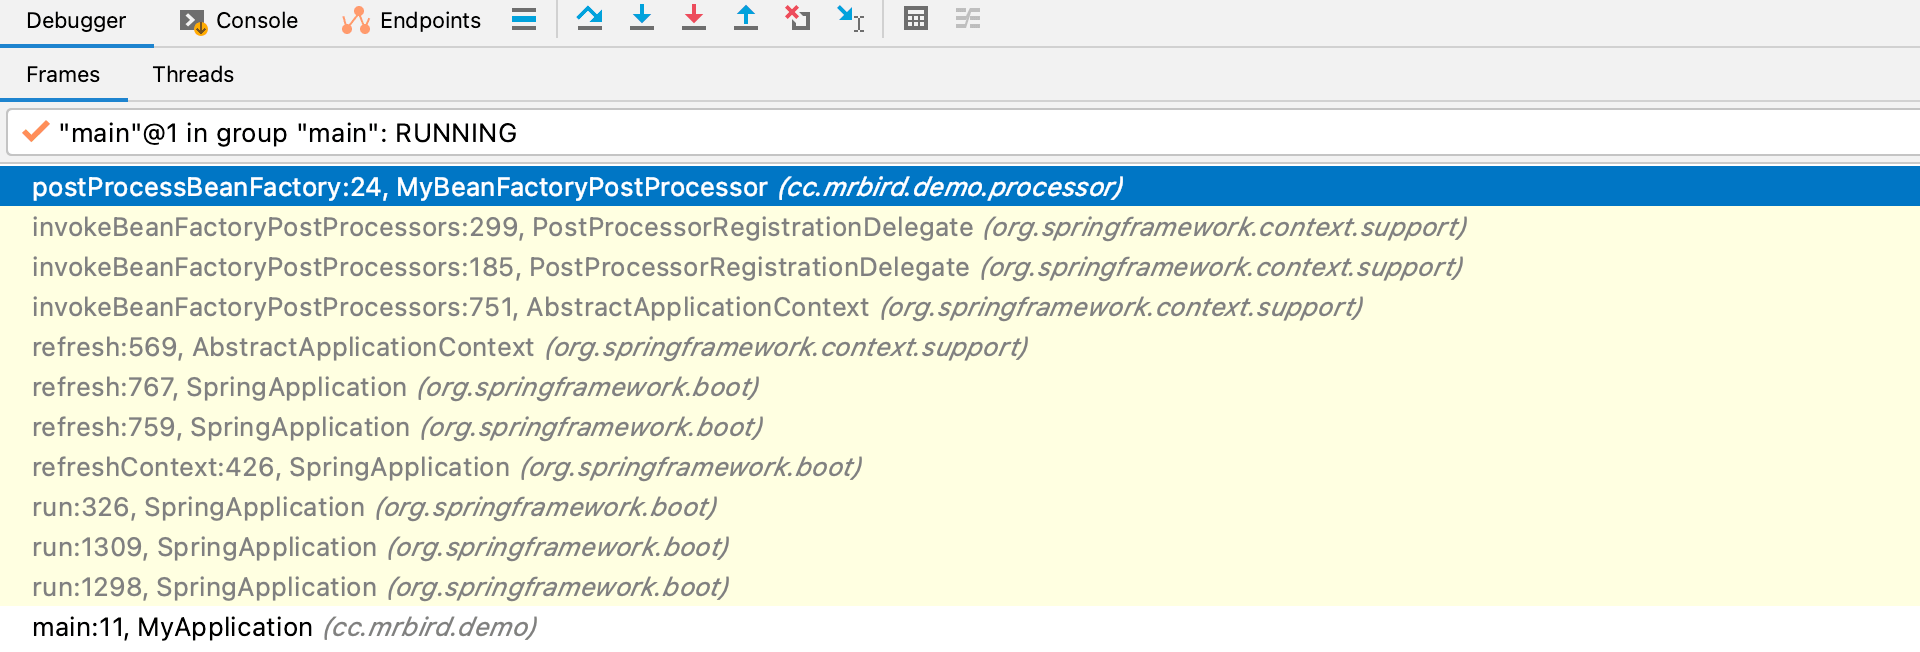 Debugger Console Endpoints
Frames Threads
"main"@1 in group "main": RUNNING
postProcessBeanFactory:24, MyBeanFactoryPostProcessor (cc.mrbird.demo.processor)
invokeBeanFactoryPostProcessors:299, PostProcessorRegistrationDelegate (org.springframework.context.support)
invokeBeanFactoryPostProcessors:185, PostProcessorRegistrationDelegate (org.springframework.context.support)
invokeBeanFactoryPostProcessors:751, AbstractApplicationContext (org.springframework.context.support)
refresh:569, AbstractApplicationContext (org.springframework.context.support)
refresh:767, SpringApplication (org.springframework.boot)
refresh:759, SpringApplication (org.springframework.boot)
refreshContext:426, SpringApplication (org.springframework.boot)
run:326, SpringApplication (org.springframework.boot)
run:1309, SpringApplication (org.springframework.boot)
run:1298, SpringApplication (org.springframework.boot)
main:11, MyApplication (cc.mrbird.demo)